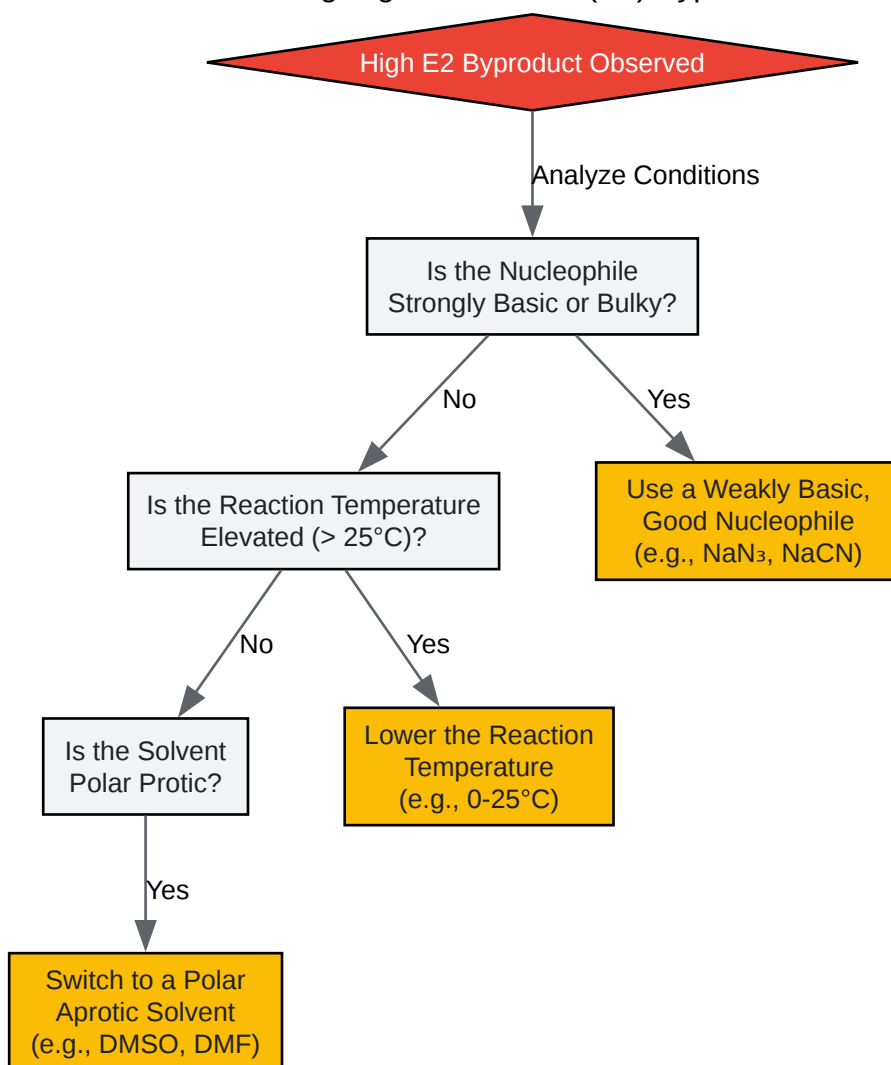 High E2 Byproduct Observed
Analyze Conditions
Is the Nucleophile
Strongly Basic or Bulky?
No
Yes
Is the Reaction Temperature
Elevated (> 25°C)?
Use a Weakly Basic,
Good Nucleophile
(e.g., NaN₃, NaCN)
No
Yes
Is the Solvent
Polar Protic?
Lower the Reaction
Temperature
(e.g., 0-25°C)
Yes
Switch to a Polar
Aprotic Solvent
(e.g., DMSO, DMF)